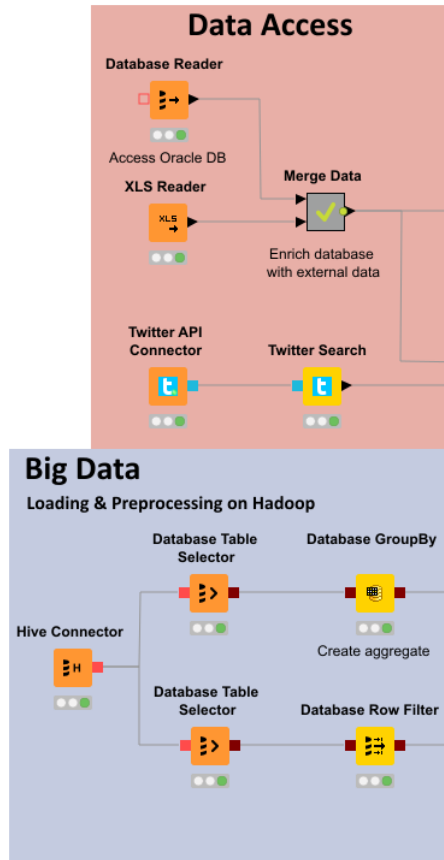 Data Access
Database Reader
Access Oracle DB
XLS Reader
XLS
Merge Data
Enrich database
with external data
Twitter API
Connector
t
Twitter Search
t
Big Data
Loading & Preprocessing on Hadoop
Database Table
Selector
Database GroupBy
Create aggregate
Hive Connector
H
Database Table
Selector
Database Row Filter